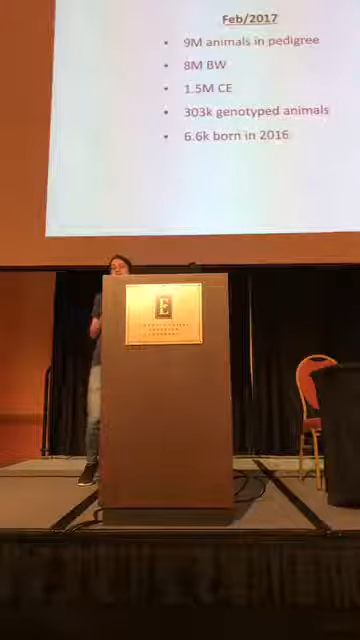 Feb/2017
• 9M animals in pedigree
• 8M BW
• 1.5M CE
• 303k genotyped animals
• 6.6k born in 2016
E